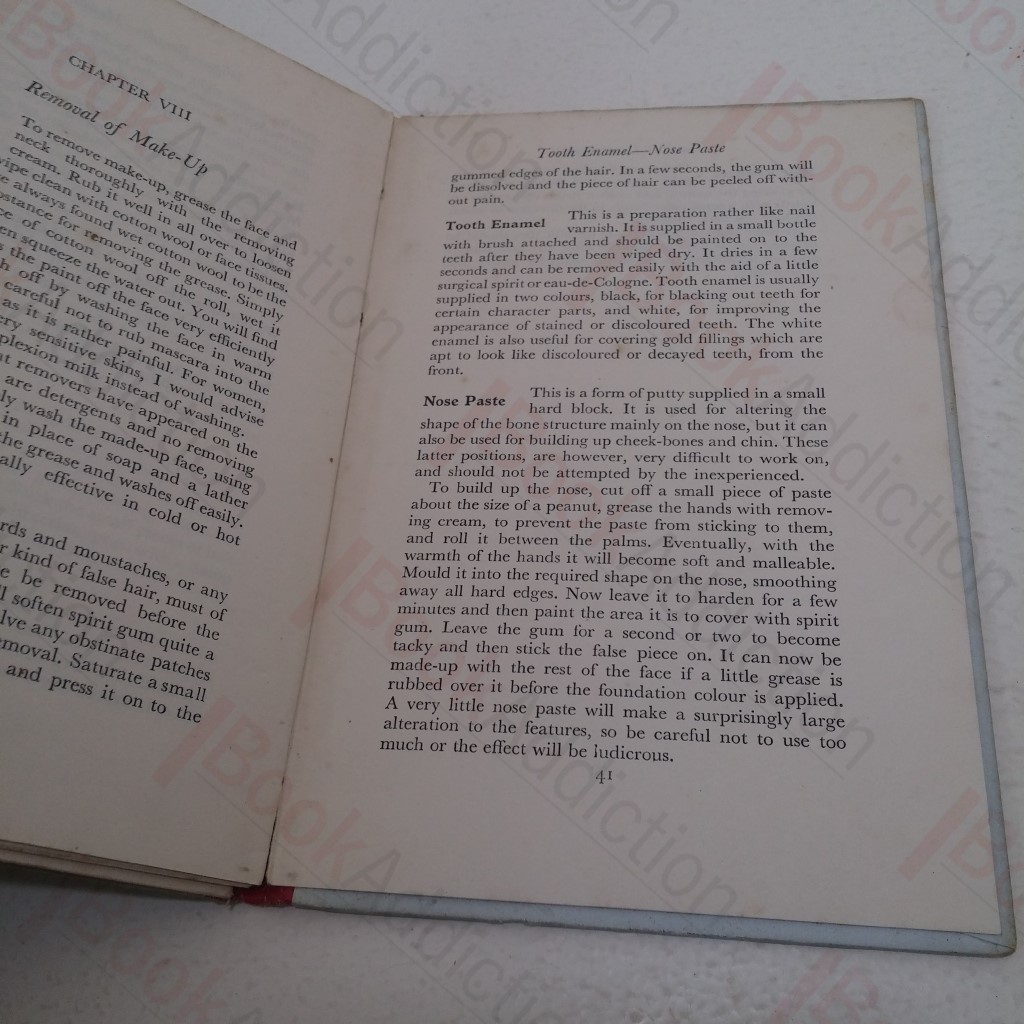 CHAPTER VIII
Removal of Make-Up
To remove make-up, grease the face and
neck thoroughly with the removing
cream. Rub it well in all over to loosen
wipe clean with cotton wool or face tissues.
always found wet cotton wool to be the
for removing the grease. Simply
of cotton wool off the roll, wet it
squeeze the water out. You will find
the paint off the face very efficiently
off by washing the face in warm
careful not to rub mascara into the
as it is rather painful. For women,
sensitive skins, I would advise
milk instead of washing.
removers have appeared on the
are detergents and no removing
wash the made-up face, using
in place of soap and a lather
the grease and washes off easily.
effective in cold or hot
and moustaches, or any
kind of false hair, must of
be removed before the
soften spirit gum quite a
any obstinate patches
Saturate a small
and press it on to the
Tooth Enamel—Nose Paste
gummed edges of the hair. In a few seconds, the gum will
be dissolved and the piece of hair can be peeled off with-
out pain.
Tooth Enamel This is a preparation rather like nail
varnish. It is supplied in a small bottle
with brush attached and should be painted on to the
teeth after they have been wiped dry. It dries in a few
seconds and can be removed easily with the aid of a little
surgical spirit or eau-de-Cologne. Tooth enamel is usually
supplied in two colours, black, for blacking out teeth for
certain character parts, and white, for improving the
appearance of stained or discoloured teeth. The white
enamel is also useful for covering gold fillings which are
apt to look like discoloured or decayed teeth, from the
front.
Nose Paste This is a form of putty supplied in a small
hard block. It is used for altering the
shape of the bone structure mainly on the nose, but it can
also be used for building up cheek-bones and chin. These
latter positions, are however, very difficult to work on,
and should not be attempted by the inexperienced.
To build up the nose, cut off a small piece of paste
about the size of a peanut, grease the hands with remov-
ing cream, to prevent the paste from sticking to them,
and roll it between the palms. Eventually, with the
warmth of the hands it will become soft and malleable.
Mould it into the required shape on the nose, smoothing
away all hard edges. Now leave it to harden for a few
minutes and then paint the area it is to cover with spirit
gum. Leave the gum for a second or two to become
tacky and then stick the false piece on. It can now be
made-up with the rest of the face if a little grease is
rubbed over it before the foundation colour is applied.
A very little nose paste will make a surprisingly large
alteration to the features, so be careful not to use too
much or the effect will be ludicrous.
41
BookAddiction